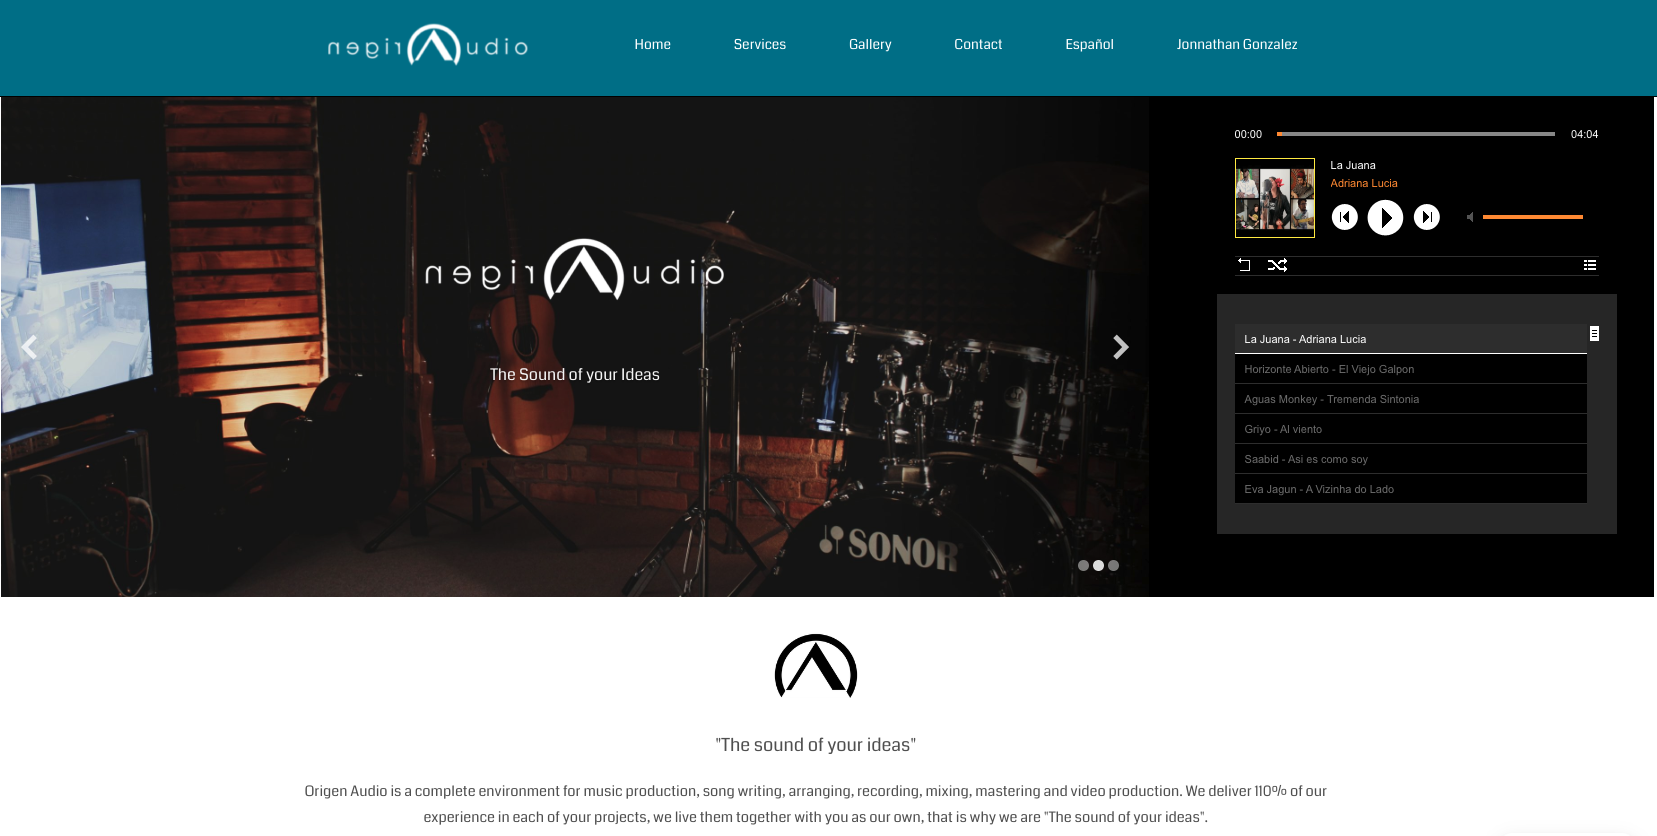 negirO Audio
Home Services Gallery Contact Español Jonnathan Gonzalez
00:00 04:04
La Juana
Adriana Lucia
negirO Audio
The Sound of your Ideas
La Juana - Adriana Lucia
Horizonte Abierto - El Viejo Galpon
Aguas Monkey - Tremenda Sintonia
Griyo - Al viento
Saabid - Asi es como soy
Eva Jagun - A Vizinha do Lado
SONOR
"The sound of your ideas"
Origen Audio is a complete environment for music production, song writing, arranging, recording, mixing, mastering and video production. We deliver 110% of our
experience in each of your projects, we live them together with you as our own, that is why we are "The sound of your ideas".